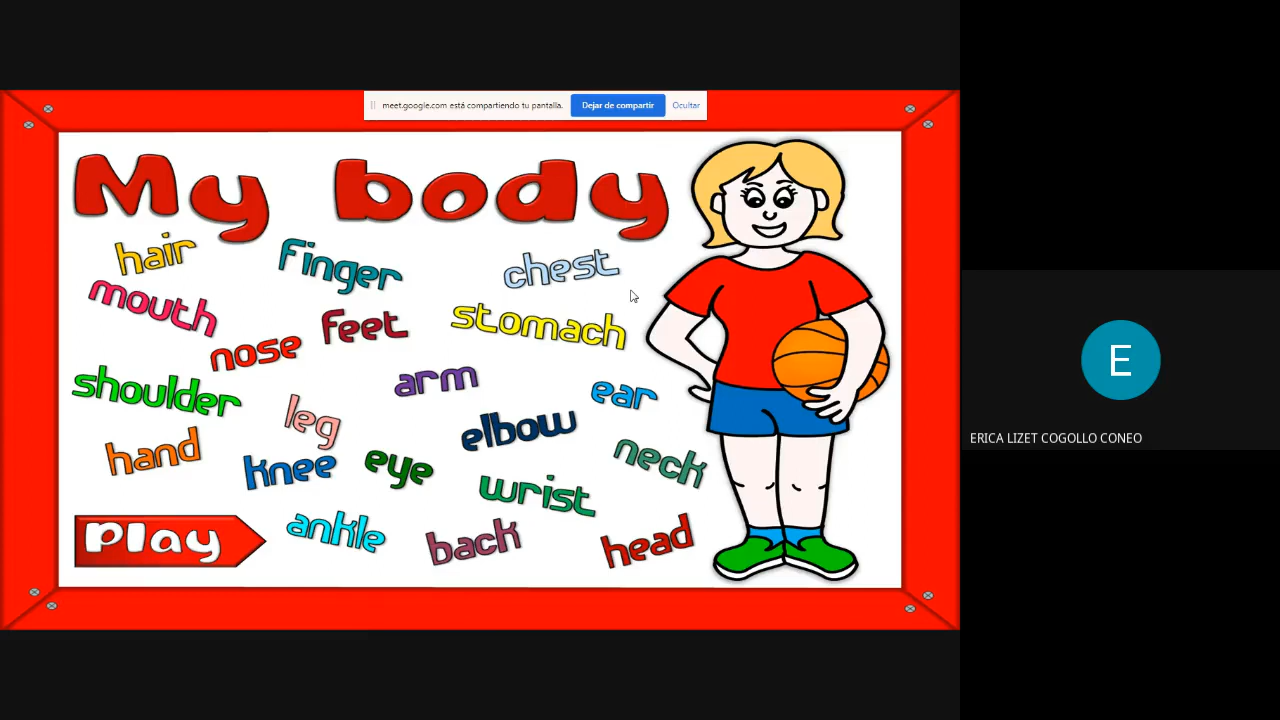 meet.google.com está compartiendo tu pantalla.
Dejar de compartir
Ocultar
My body
hair
finger
chest
mouth
feet
stomach
nose
shoulder
arm
ear
leg
elbow
hand
knee
eye
neck
wrist
Play
ankle
back
head
E
ERICA LIZET COGOLLO CONEO